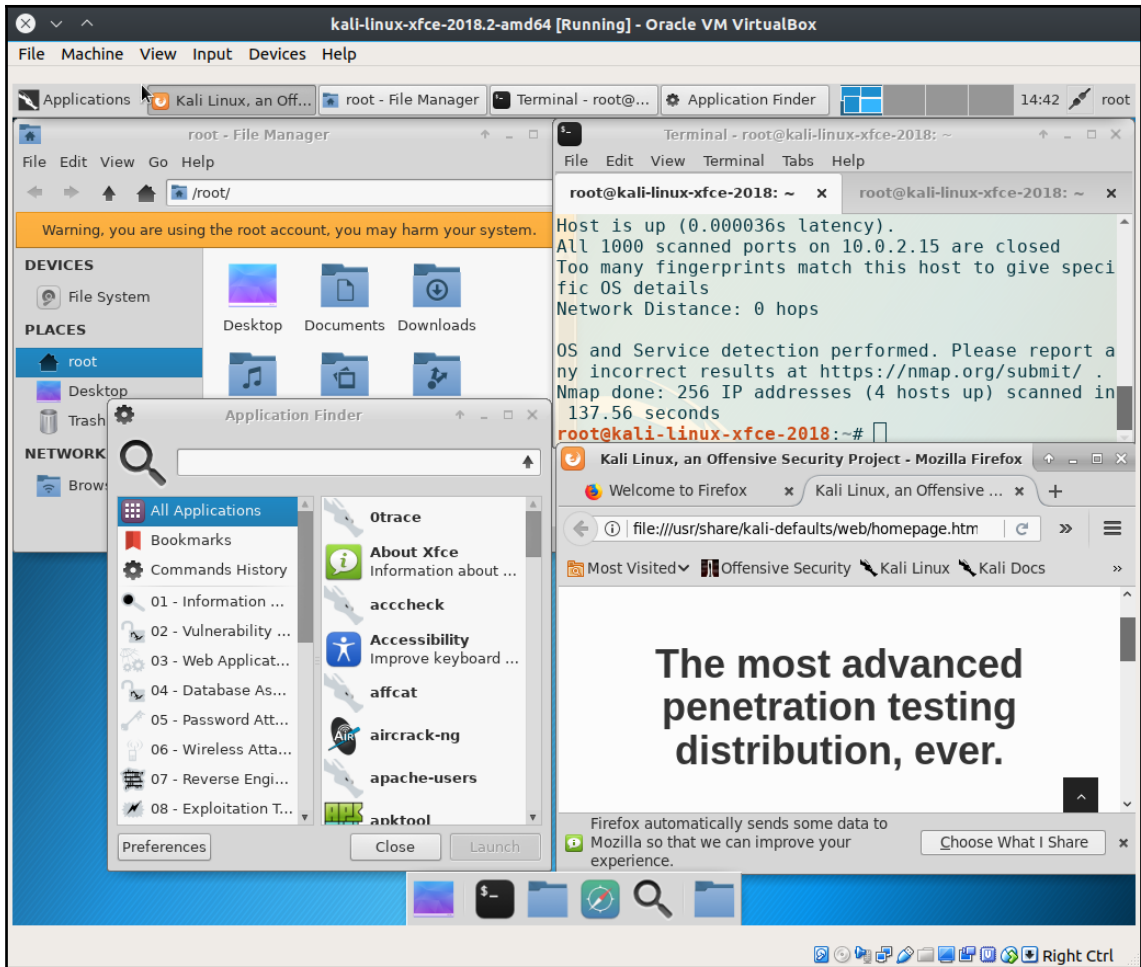 kali-linux-xfce-2018.2-amd64 [Running] - Oracle VM VirtualBox
File Machine View Input Devices Help
Applications Kali Linux, an Off... root - File Manager Terminal - root@... Application Finder 14:42 root
root - File Manager
File Edit View Go Help
/root/
Warning, you are using the root account, you may harm your system.
DEVICES
File System
PLACES
root
Desktop
Trash
NETWORK
Brows
Desktop Documents Downloads
Terminal - root@kali-linux-xfce-2018: ~
File Edit View Terminal Tabs Help
root@kali-linux-xfce-2018: ~ x root@kali-linux-xfce-2018: ~ x
Host is up (0.000036s latency).
All 1000 scanned ports on 10.0.2.15 are closed
Too many fingerprints match this host to give speci
fic OS details
Network Distance: 0 hops
OS and Service detection performed. Please report a
ny incorrect results at https://nmap.org/submit/ .
Nmap done: 256 IP addresses (4 hosts up) scanned in
137.56 seconds
root@kali-linux-xfce-2018:~#
Application Finder
All Applications
Bookmarks
Commands History
01 - Information ...
02 - Vulnerability ...
03 - Web Applicat...
04 - Database As...
05 - Password Att...
06 - Wireless Atta...
07 - Reverse Engi...
08 - Exploitation T...
0trace
About Xfce
Information about ...
acccheck
Accessibility
Improve keyboard ...
affcat
aircrack-ng
apache-users
apktool
Preferences Close Launch
Kali Linux, an Offensive Security Project - Mozilla Firefox
Welcome to Firefox x Kali Linux, an Offensive ... x +
file:///usr/share/kali-defaults/web/homepage.htm
Most Visited Offensive Security Kali Linux Kali Docs »
The most advanced
penetration testing
distribution, ever.
Firefox automatically sends some data to
Mozilla so that we can improve your
experience.
Choose What I Share
Right Ctrl